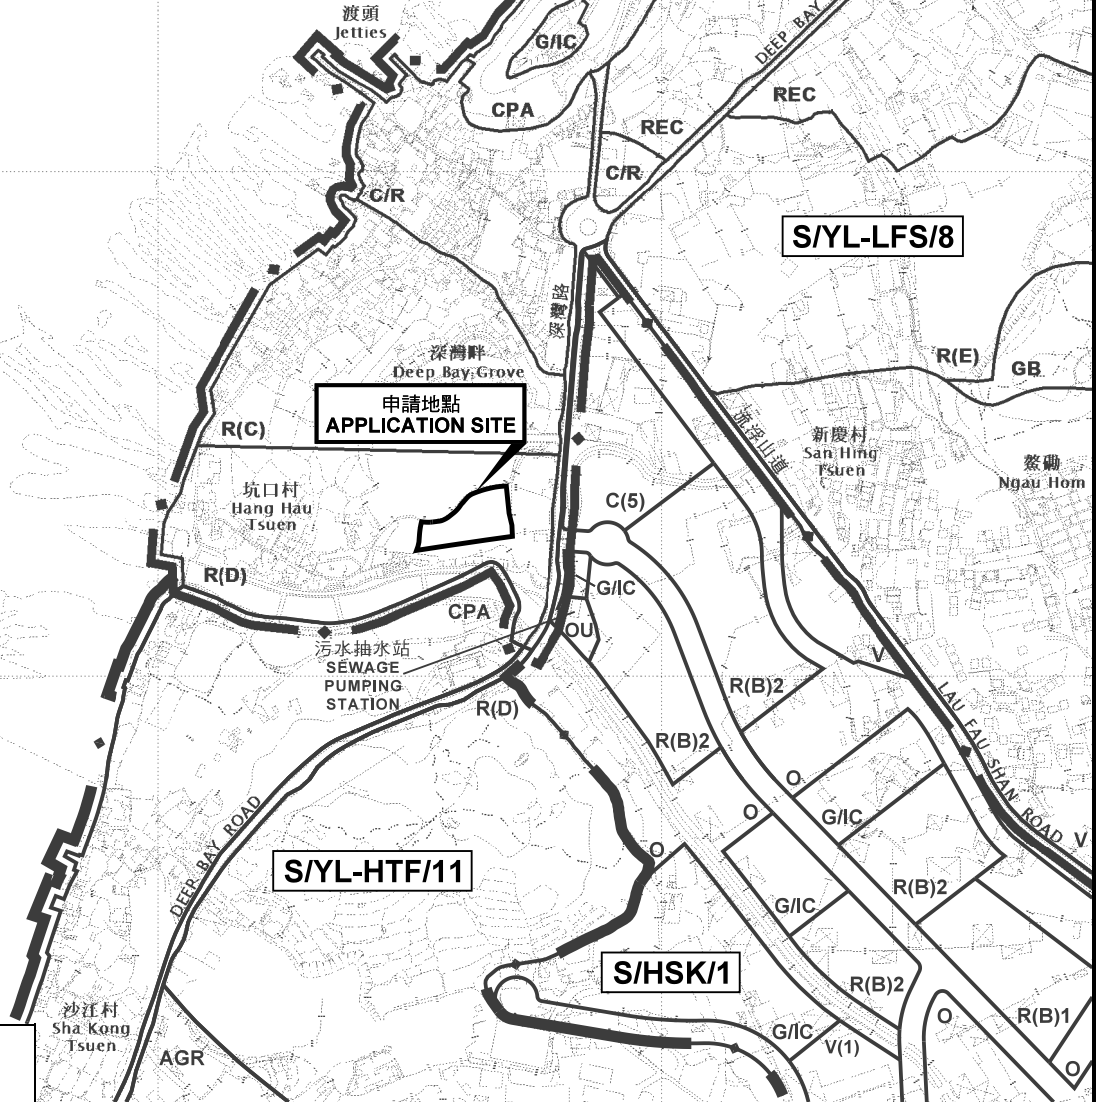 渡頭
Jetties
G/IC
DEEP BAY
CPA
REC
REC
C/R
C/R
S/YL-LFS/8
深灣路
深灣畔
Deep Bay Grove
R(E)
GB
申請地點
APPLICATION SITE
R(C)
流浮山道
新慶村
San Hing
Tsuen
鰲磡
Ngau Hom
坑口村
Hang Hau
Tsuen
C(5)
R(D)
G/IC
CPA
OU
污水抽水站
SEWAGE
PUMPING
STATION
V
R(D)
R(B)2
R(B)2
LAU FAU SHAN ROAD
O
O
G/IC
V
DEEP BAY ROAD
O
S/YL-HTF/11
R(B)2
G/IC
S/HSK/1
R(B)2
沙江村
Sha Kong
Tsuen
O
R(B)1
G/IC
V(1)
AGR
O